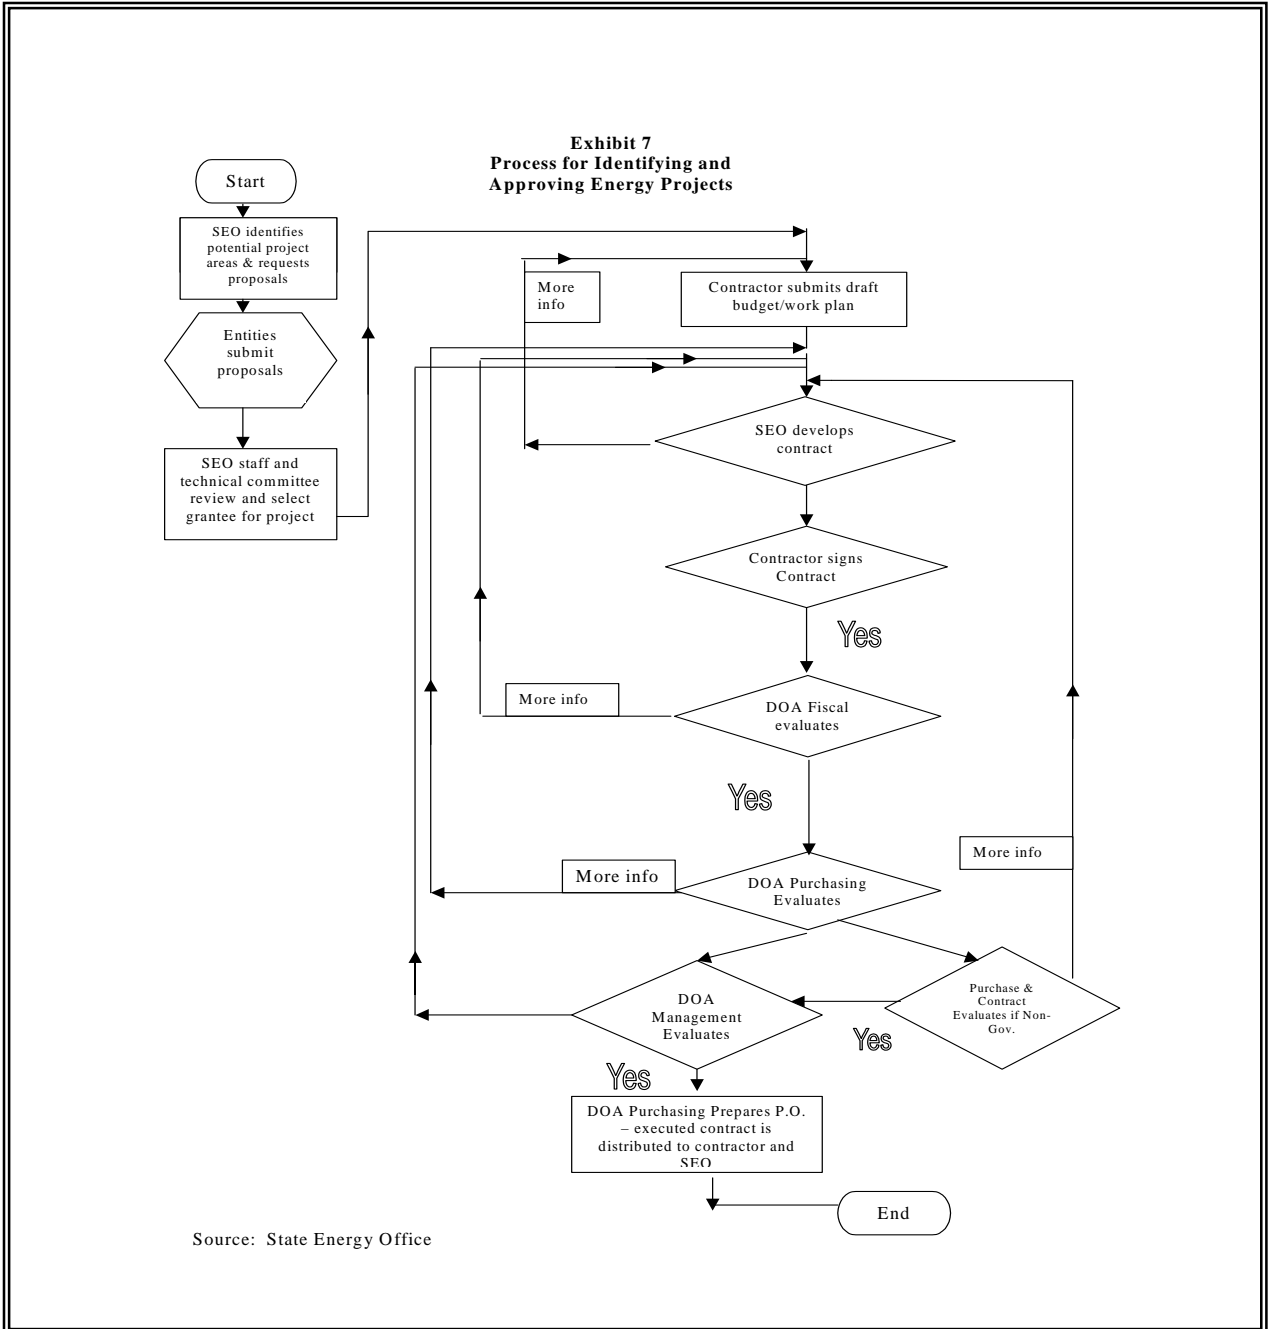 Exhibit 7
Process for Identifying and
Approving Energy Projects
Start
SEO identifies
potential project
areas & requests
proposals
Entities
submit
proposals
SEO staff and
technical committee
review and select
grantee for project
More
info
Contractor submits draft
budget/work plan
SEO develops
contract
Contractor signs
Contract
Yes
More info
DOA Fiscal
evaluates
Yes
More info
More info
DOA Purchasing
Evaluates
DOA
Management
Evaluates
Purchase &
Contract
Evaluates if Non-
Gov.
Yes
Yes
DOA Purchasing Prepares P.O.
– executed contract is
distributed to contractor and
SEO
End
Source: State Energy Office